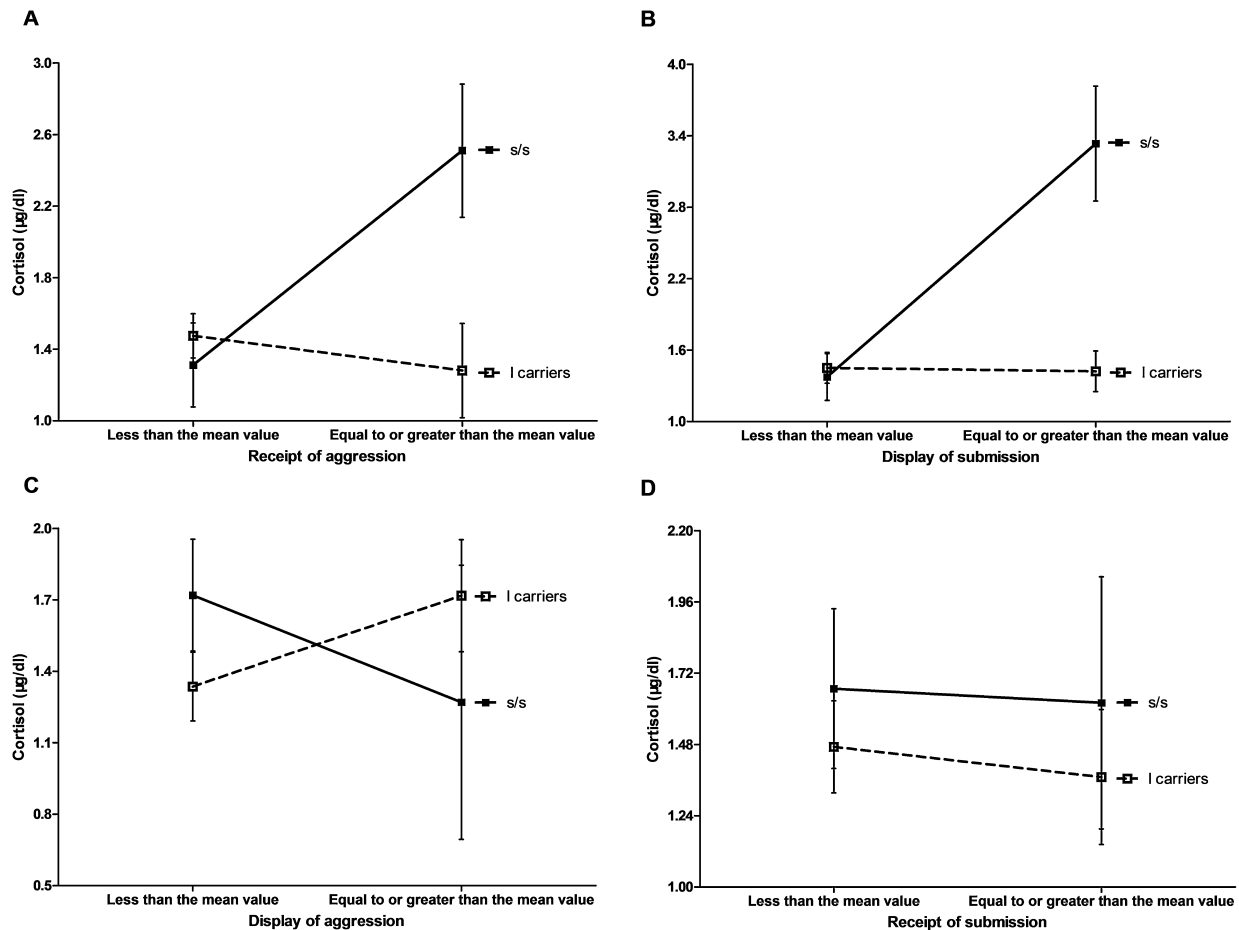 A
3.0
2.6
2.2
1.8
1.4
1.0
Cortisol (µg/dl)
s/s
l carriers
Less than the mean value
Equal to or greater than the mean value
Receipt of aggression
B
4.0
3.4
2.8
2.2
1.6
1.0
Cortisol (µg/dl)
s/s
l carriers
Less than the mean value
Equal to or greater than the mean value
Display of submission
C
2.0
1.7
1.4
1.1
0.8
0.5
Cortisol (µg/dl)
l carriers
s/s
Less than the mean value
Equal to or greater than the mean value
Display of aggression
D
2.20
1.96
1.72
1.48
1.24
1.00
Cortisol (µg/dl)
s/s
l carriers
Less than the mean value
Equal to or greater than the mean value
Receipt of submission